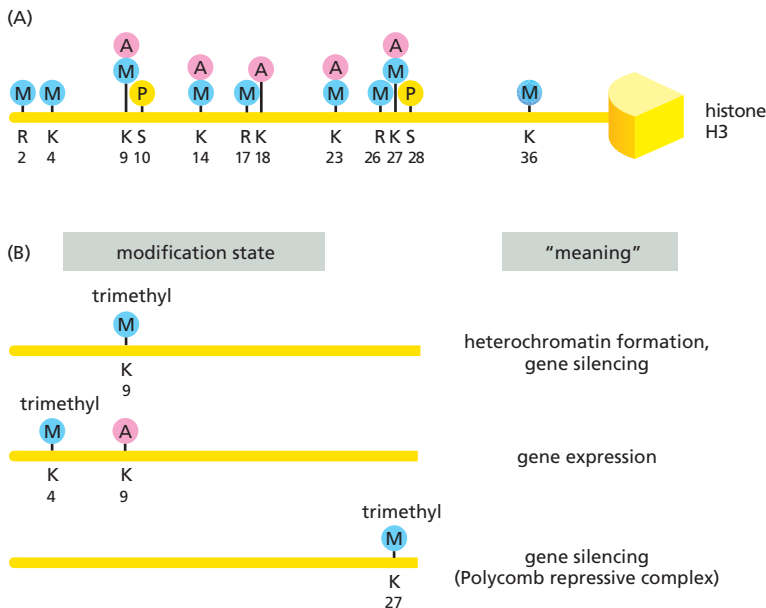 (A)
A A
M A A A M
M M P M M M M P M
R K K S K R K K R K S K
2 4 9 10 14 17 18 23 26 27 28 36
histone
H3
(B)
modification state
“meaning”
trimethyl
M
K
9
heterochromatin formation,
gene silencing
trimethyl
M A
K K
4 9
gene expression
trimethyl
M
K
27
gene silencing
(Polycomb repressive complex)